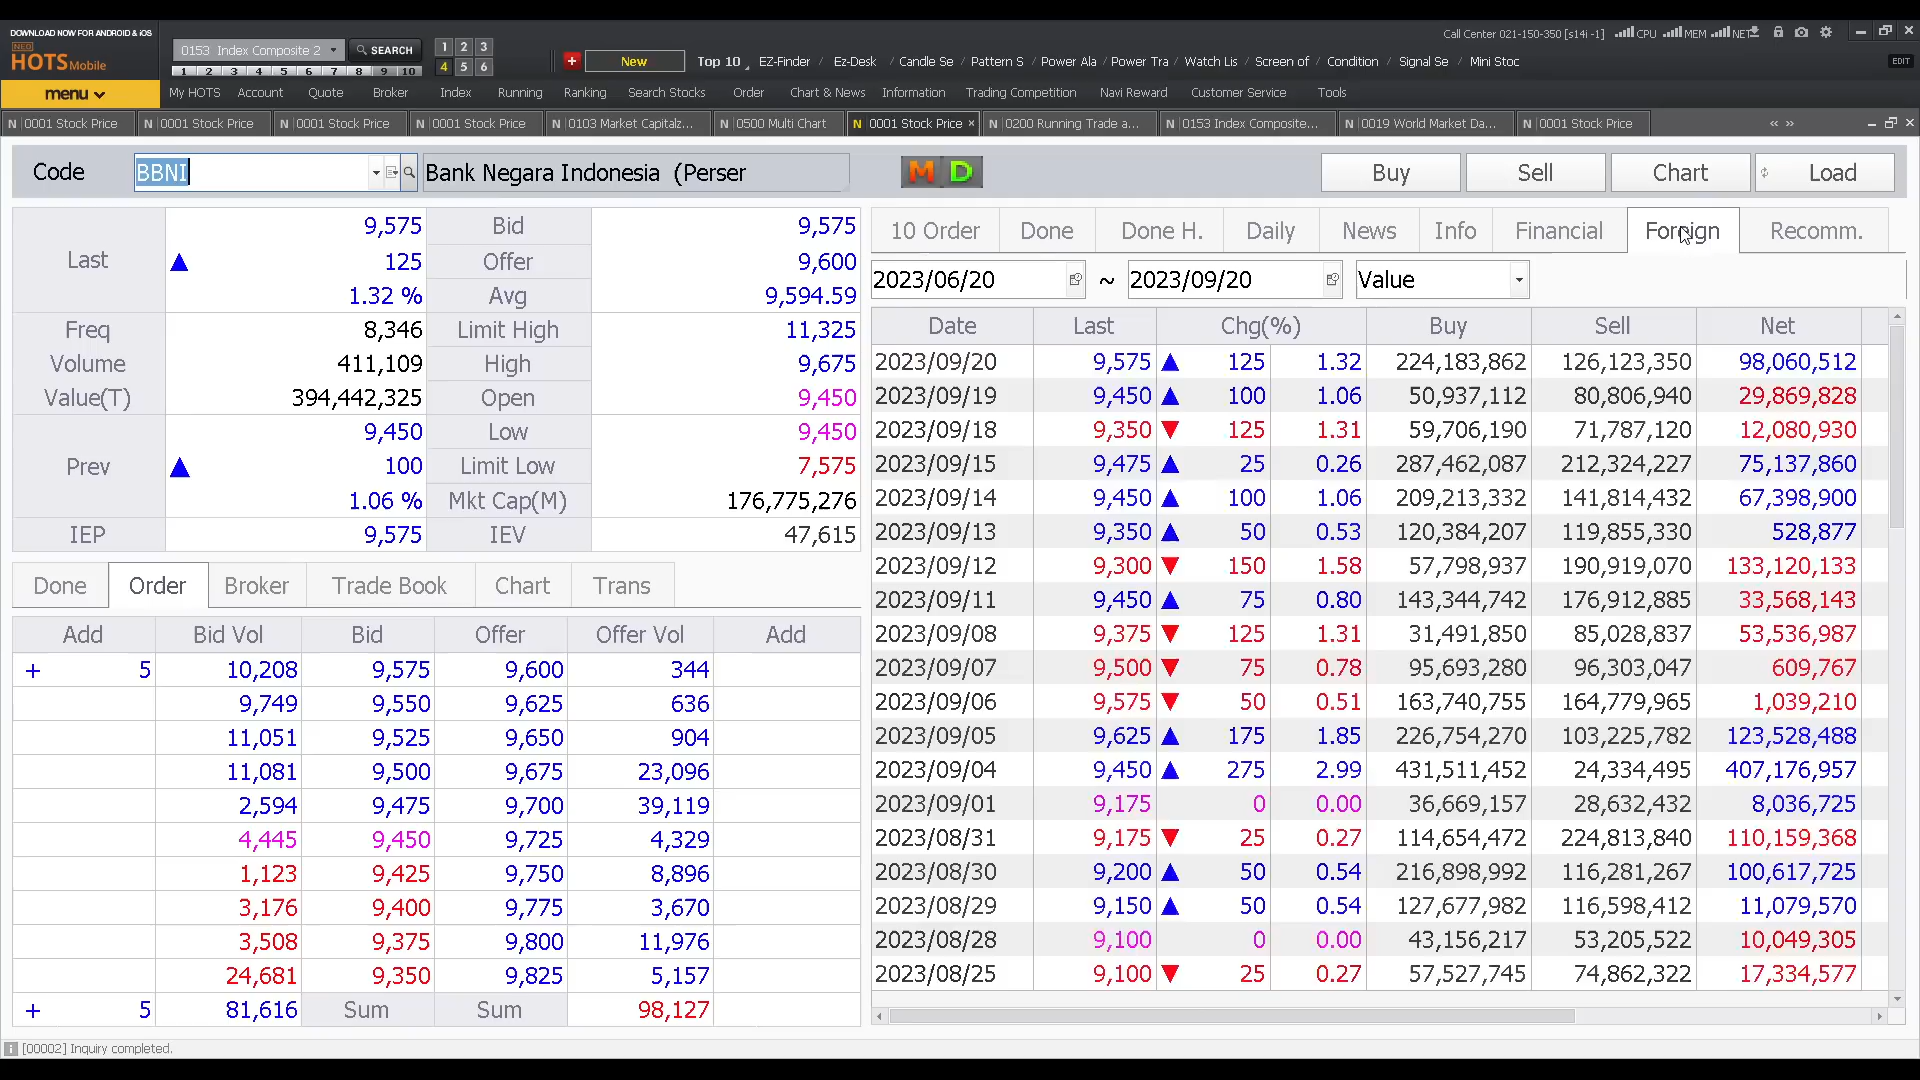 DOWNLOAD NOW FOR ANDROID & iOS
NEO
HOTS Mobile
0153 Index Composite 2
SEARCH
1 2 3
4 5 6
1 2 3 4 5 6 7 8 9 10
New
Top 10
EZ-Finder / Ez-Desk / Candle Se / Pattern S / Power Ala / Power Tra / Watch Lis / Screen of / Condition / Signal Se / Mini Stoc
Call Center 021-150-350 [s14i -1] CPU MEM NET
EDIT
menu
My HOTS Account Quote Broker Index Running Ranking Search Stocks Order Chart & News Information Trading Competition Navi Reward Customer Service Tools
N 0001 Stock Price N 0001 Stock Price N 0001 Stock Price N 0001 Stock Price N 0103 Market Capitalz... N 0500 Multi Chart N 0001 Stock Price × N 0200 Running Trade a... N 0153 Index Composite... N 0019 World Market Da... N 0001 Stock Price « »
Code BBNI Bank Negara Indonesia (Perser M D Buy Sell Chart Load
Last 9,575 Bid 9,575
▲ 125 Offer 9,600
1.32 % Avg 9,594.59
Freq 8,346 Limit High 11,325
Volume 411,109 High 9,675
Value(T) 394,442,325 Open 9,450
Prev 9,450 Low 9,450
▲ 100 Limit Low 7,575
1.06 % Mkt Cap(M) 176,775,276
IEP 9,575 IEV 47,615
Done Order Broker Trade Book Chart Trans
Add Bid Vol Bid Offer Offer Vol Add
+ 5 10,208 9,575 9,600 344
9,749 9,550 9,625 636
11,051 9,525 9,650 904
11,081 9,500 9,675 23,096
2,594 9,475 9,700 39,119
4,445 9,450 9,725 4,329
1,123 9,425 9,750 8,896
3,176 9,400 9,775 3,670
3,508 9,375 9,800 11,976
24,681 9,350 9,825 5,157
+ 5 81,616 Sum Sum 98,127
10 Order Done Done H. Daily News Info Financial Foreign Recomm.
2023/06/20 ~ 2023/09/20 Value
Date Last Chg(%) Buy Sell Net
2023/09/20 9,575 ▲ 125 1.32 224,183,862 126,123,350 98,060,512
2023/09/19 9,450 ▲ 100 1.06 50,937,112 80,806,940 29,869,828
2023/09/18 9,350 ▼ 125 1.31 59,706,190 71,787,120 12,080,930
2023/09/15 9,475 ▲ 25 0.26 287,462,087 212,324,227 75,137,860
2023/09/14 9,450 ▲ 100 1.06 209,213,332 141,814,432 67,398,900
2023/09/13 9,350 ▲ 50 0.53 120,384,207 119,855,330 528,877
2023/09/12 9,300 ▼ 150 1.58 57,798,937 190,919,070 133,120,133
2023/09/11 9,450 ▲ 75 0.80 143,344,742 176,912,885 33,568,143
2023/09/08 9,375 ▼ 125 1.31 31,491,850 85,028,837 53,536,987
2023/09/07 9,500 ▼ 75 0.78 95,693,280 96,303,047 609,767
2023/09/06 9,575 ▼ 50 0.51 163,740,755 164,779,965 1,039,210
2023/09/05 9,625 ▲ 175 1.85 226,754,270 103,225,782 123,528,488
2023/09/04 9,450 ▲ 275 2.99 431,511,452 24,334,495 407,176,957
2023/09/01 9,175 0 0.00 36,669,157 28,632,432 8,036,725
2023/08/31 9,175 ▼ 25 0.27 114,654,472 224,813,840 110,159,368
2023/08/30 9,200 ▲ 50 0.54 216,898,992 116,281,267 100,617,725
2023/08/29 9,150 ▲ 50 0.54 127,677,982 116,598,412 11,079,570
2023/08/28 9,100 0 0.00 43,156,217 53,205,522 10,049,305
2023/08/25 9,100 ▼ 25 0.27 57,527,745 74,862,322 17,334,577
[00002] Inquiry completed.